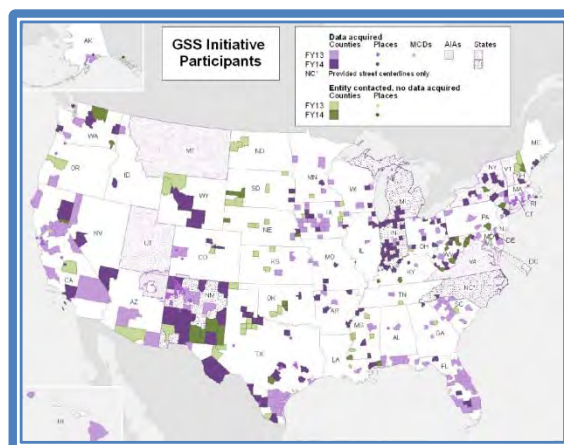 GSS Initiative
Participants
Data acquired
Counties Places MCDs AIAs States
FY13
FY14
NC* Provided street centerlines only
Entity contacted, no data acquired
Counties Places
FY13
FY14
AK
WA
OR
ID
MT
ND
SD
WY
NE
NV
UT
CO
KS
CA
AZ
NM
OK
TX
MN
WI
IA
IL
MO
AR
LA
MS
AL
TN
KY
IN
OH
MI
GA
SC
FL
NC*
VA
PA
NY
VT
ME
MA
RI
CT
NJ
DE
DC
HI